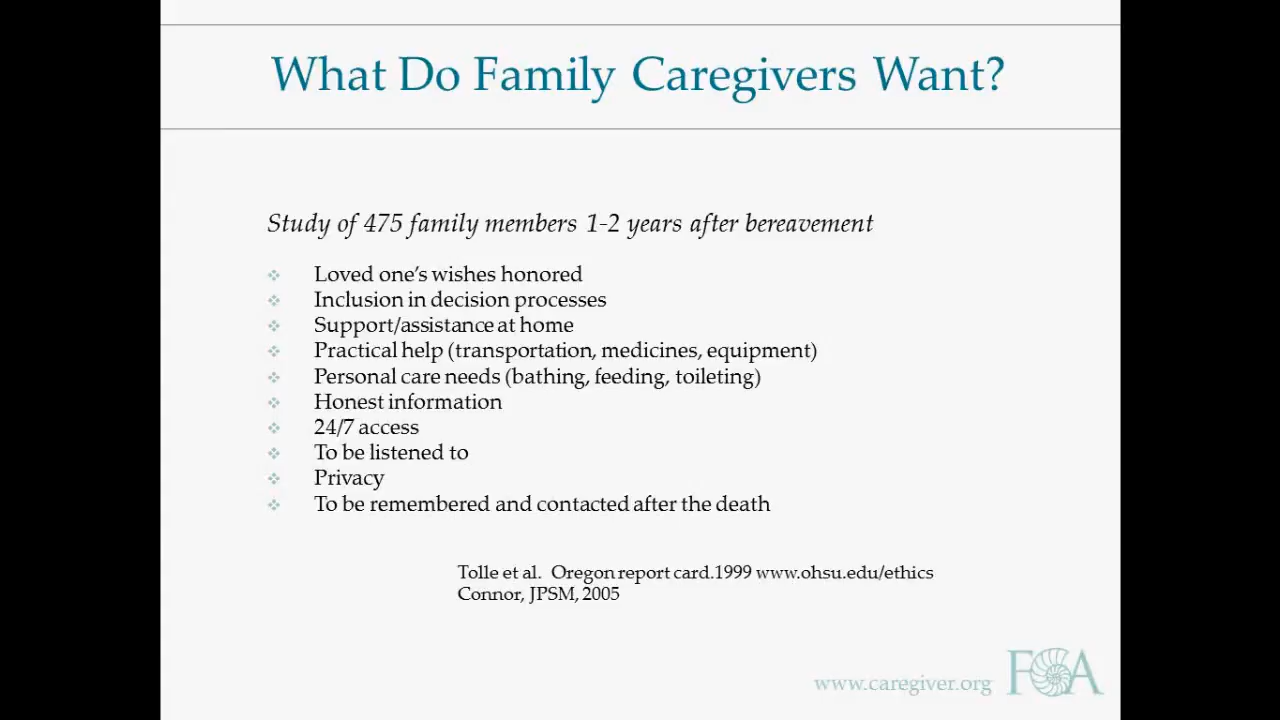 What Do Family Caregivers Want?
Study of 475 family members 1-2 years after bereavement
Loved one's wishes honored
Inclusion in decision processes
Support/assistance at home
Practical help (transportation, medicines, equipment)
Personal care needs (bathing, feeding, toileting)
Honest information
24/7 access
To be listened to
Privacy
To be remembered and contacted after the death
Tolle et al.  Oregon report card.1999 www.ohsu.edu/ethics
Connor, JPSM, 2005
www.caregiver.org FCA